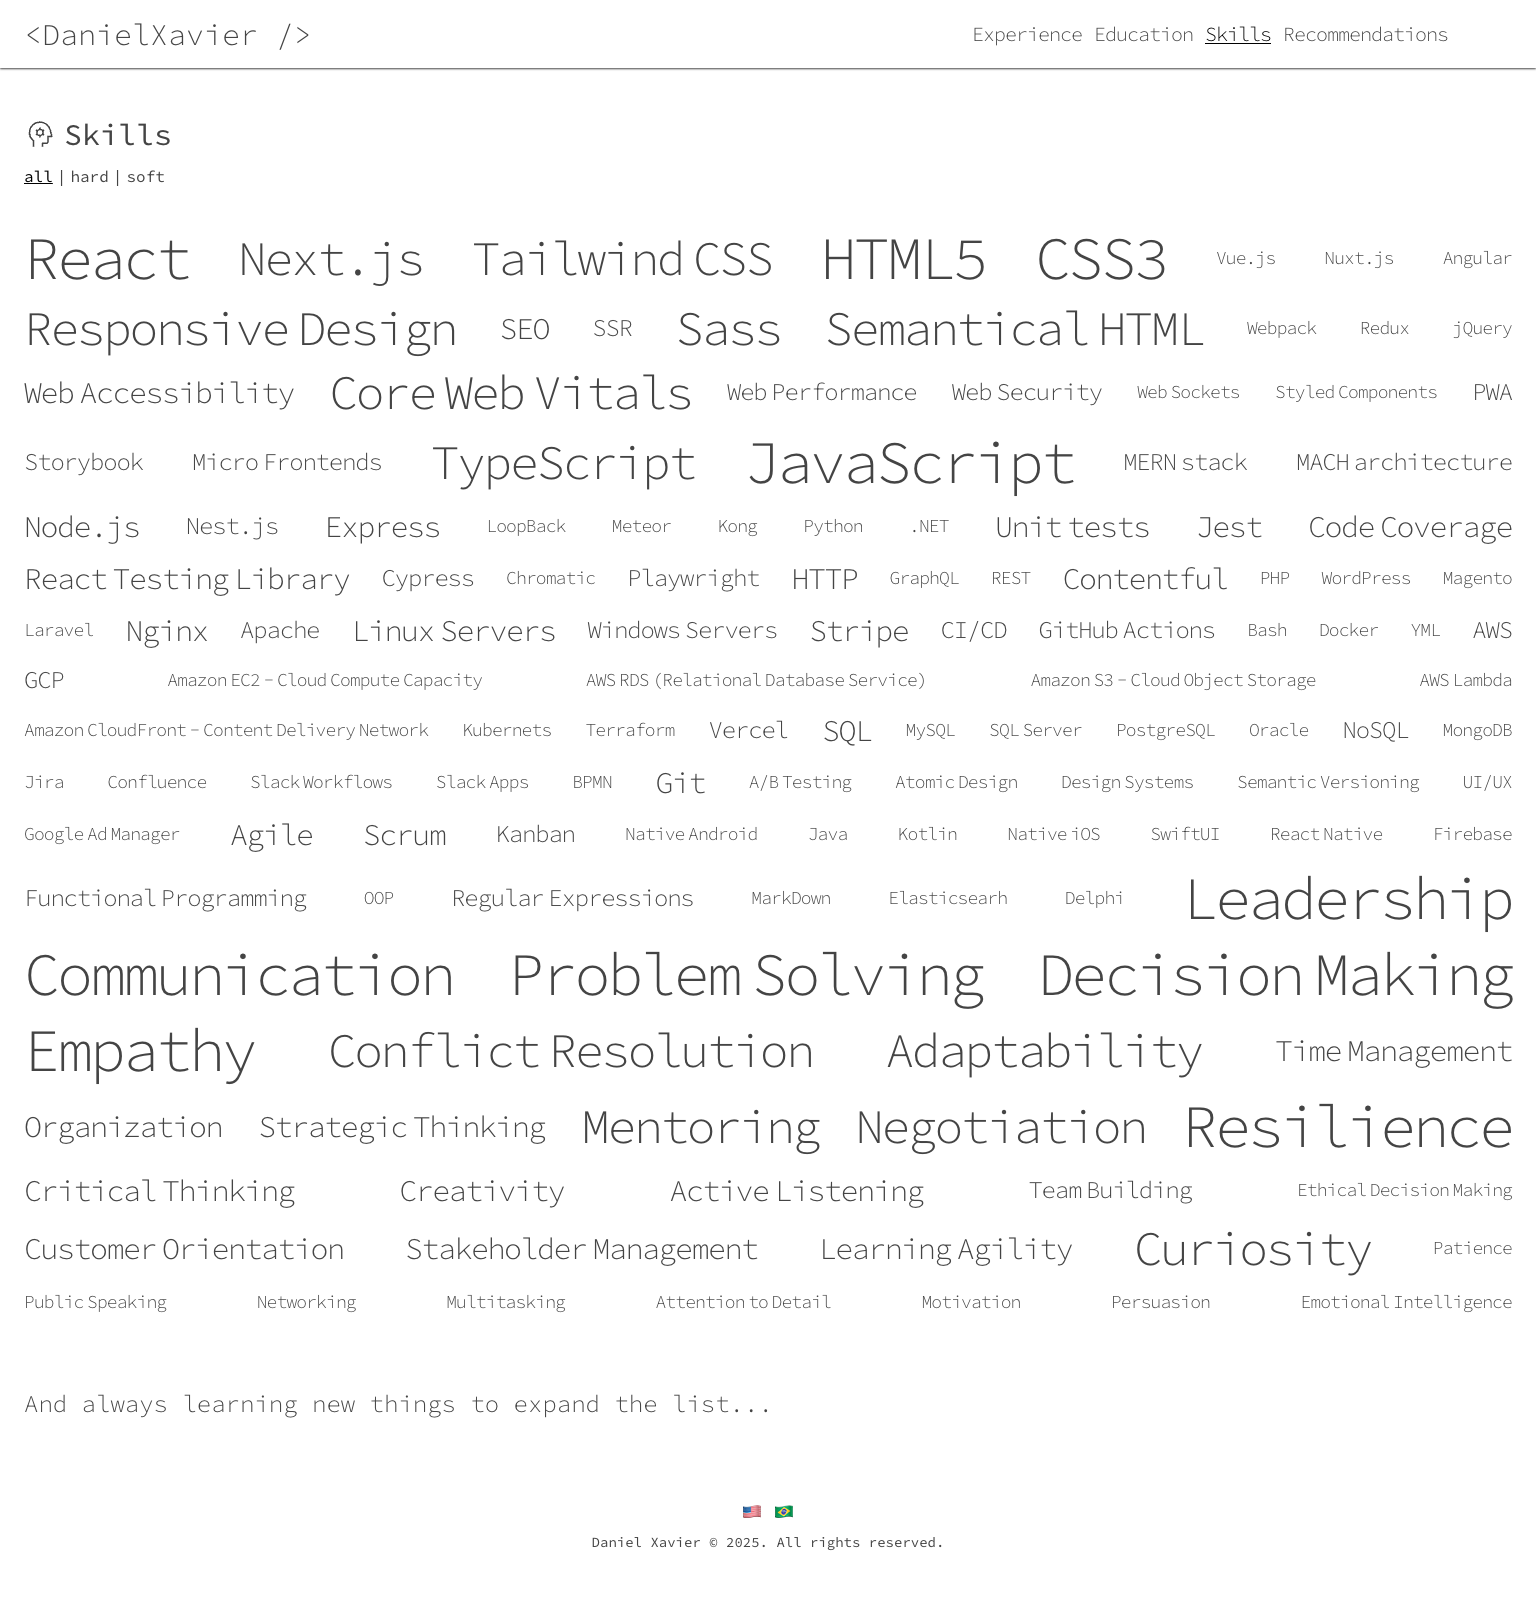 <DanielXavier />
Experience Education Skills Recommendations
Skills
all | hard | soft
React Next.js Tailwind CSS HTML5 CSS3 Vue.js Nuxt.js Angular
Responsive Design SEO SSR Sass Semantical HTML Webpack Redux jQuery
Web Accessibility Core Web Vitals Web Performance Web Security Web Sockets Styled Components PWA
Storybook Micro Frontends TypeScript JavaScript MERN stack MACH architecture
Node.js Nest.js Express LoopBack Meteor Kong Python .NET Unit tests Jest Code Coverage
React Testing Library Cypress Chromatic Playwright HTTP GraphQL REST Contentful PHP WordPress Magento
Laravel Nginx Apache Linux Servers Windows Servers Stripe CI/CD GitHub Actions Bash Docker YML AWS
GCP Amazon EC2 - Cloud Compute Capacity AWS RDS (Relational Database Service) Amazon S3 - Cloud Object Storage AWS Lambda
Amazon CloudFront - Content Delivery Network Kubernets Terraform Vercel SQL MySQL SQL Server PostgreSQL Oracle NoSQL MongoDB
Jira Confluence Slack Workflows Slack Apps BPMN Git A/B Testing Atomic Design Design Systems Semantic Versioning UI/UX
Google Ad Manager Agile Scrum Kanban Native Android Java Kotlin Native iOS SwiftUI React Native Firebase
Functional Programming OOP Regular Expressions MarkDown Elasticsearh Delphi Leadership
Communication Problem Solving Decision Making
Empathy Conflict Resolution Adaptability Time Management
Organization Strategic Thinking Mentoring Negotiation Resilience
Critical Thinking Creativity Active Listening Team Building Ethical Decision Making
Customer Orientation Stakeholder Management Learning Agility Curiosity Patience
Public Speaking Networking Multitasking Attention to Detail Motivation Persuasion Emotional Intelligence
And always learning new things to expand the list...
Daniel Xavier © 2025. All rights reserved.